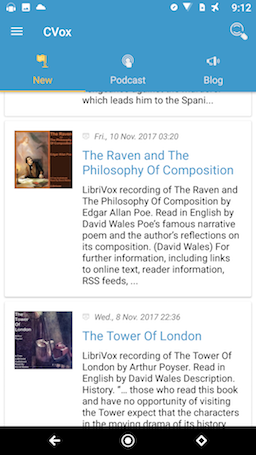 9:12
CVox
New
Podcast
Blog
which leads him to the Spani...
Fri., 10 Nov. 2017 03:20
The Raven and The
Philosophy Of Composition
LibriVox recording of The Raven and
The Philosophy Of Composition by
Edgar Allan Poe. Read in English by
David Wales Poe's famous narrative
poem and the author's reflections on
its composition. (David Wales) For
further information, including links
to online text, reader information,
RSS feeds, ...
Wed., 8 Nov. 2017 22:36
The Tower Of London
LibriVox recording of The Tower Of
London by Arthur Poyser. Read in
English by David Wales Description.
History. "... those who read this book
and have no opportunity of visiting
the Tower expect that the characters
in the moving drama of its history